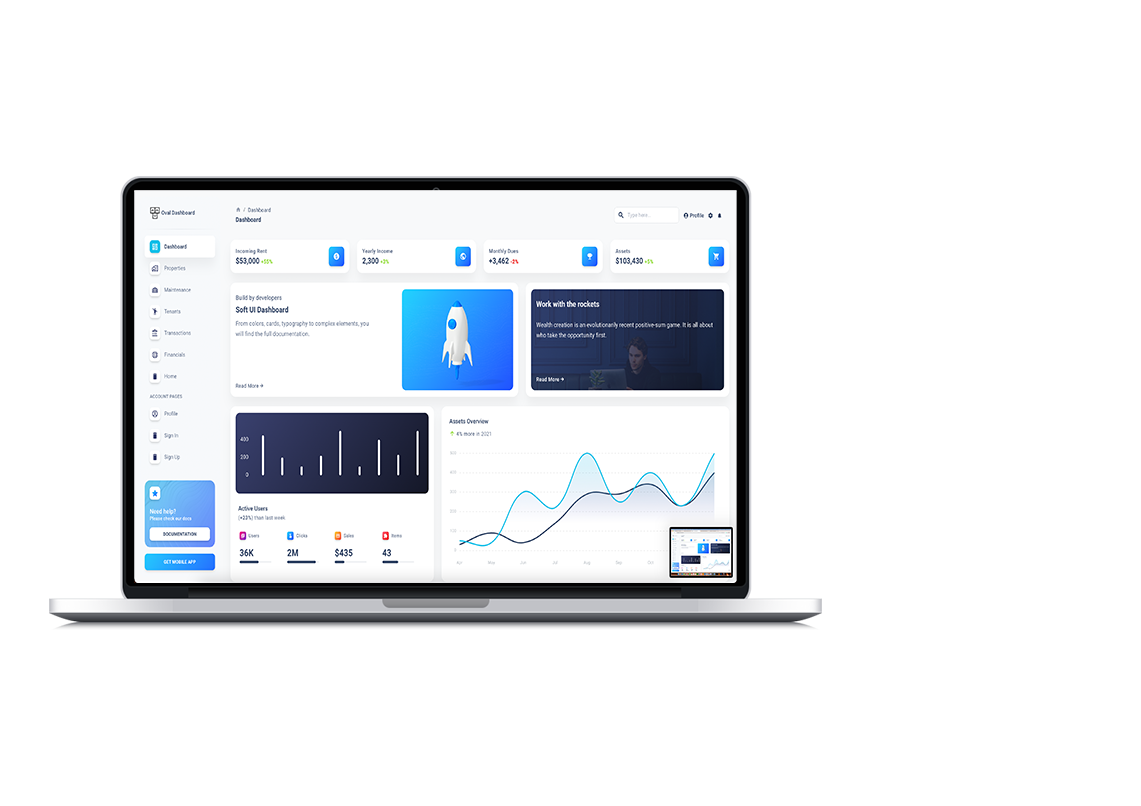 Oval Dashboard
Dashboard
Properties
Maintenance
Tenants
Transactions
Financials
Home
ACCOUNT PAGES
Profile
Sign In
Sign Up
Need help?
Please check our docs
DOCUMENTATION
GET MOBILE APP
/ Dashboard
Dashboard
Type here...
Profile
Incoming Rent
$53,000 +55%
Yearly Income
2,300 +3%
Monthly Dues
+3,462 -2%
Assets
$103,430 +5%
Build by developers
Soft UI Dashboard
From colors, cards, typography to complex elements, you
will find the full documentation.
Read More
Work with the rockets
Wealth creation is an evolutionarily recent positive-sum game. It is all about
who take the opportunity first.
Read More
400
200
0
Active Users
(+23%) than last week
Users
Clicks
Sales
Items
36K
2M
$435
43
Assets Overview
4% more in 2021
500
400
300
200
100
0
Apr
May
Jun
Jul
Aug
Sep
Oct